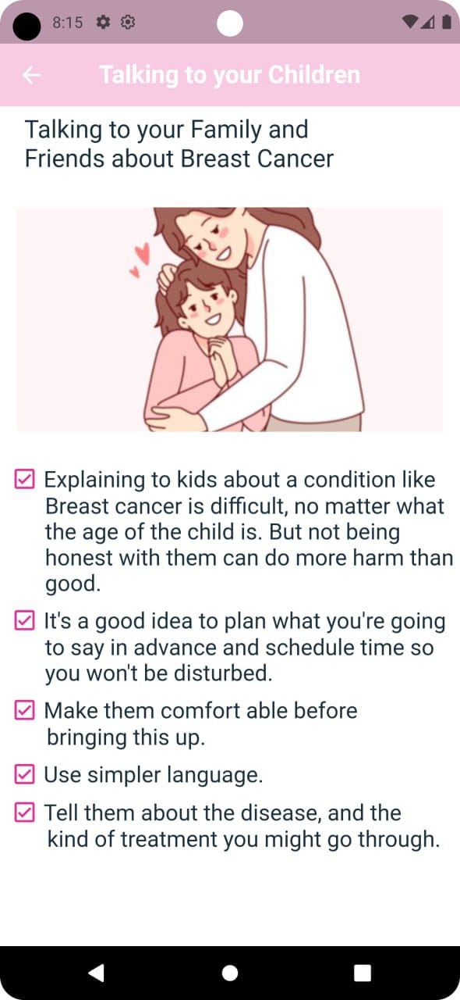 8:15
Talking to your Children
Talking to your Family and
Friends about Breast Cancer
Explaining to kids about a condition like
Breast cancer is difficult, no matter what
the age of the child is. But not being
honest with them can do more harm than
good.
It's a good idea to plan what you're going
to say in advance and schedule time so
you won't be disturbed.
Make them comfort able before
bringing this up.
Use simpler language.
Tell them about the disease, and the
kind of treatment you might go through.